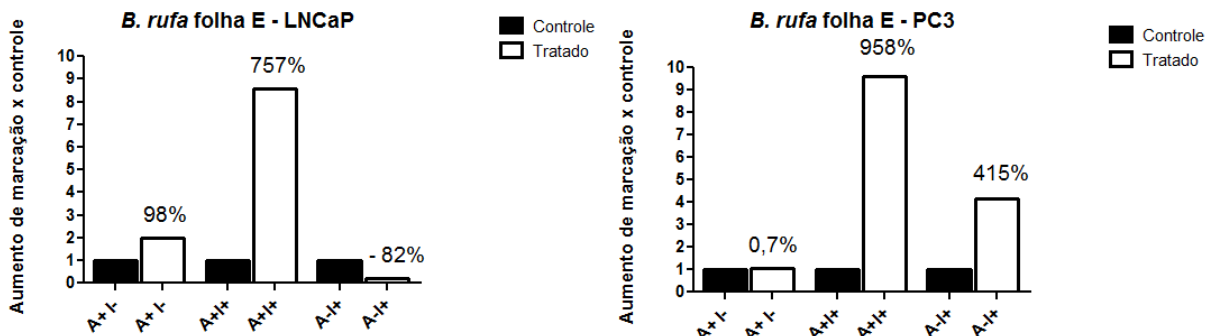 B. rufa folha E - LNCaP
Aumento de marcação x controle
10
9
8
7
6
5
4
3
2
1
0
98%
757%
- 82%
A+ I-
A+ I-
A+I+
A+I+
A-I+
A-I+
Controle
Tratado
B. rufa folha E - PC3
Aumento de marcação x controle
10
9
8
7
6
5
4
3
2
1
0
0,7%
958%
415%
A+ I-
A+ I-
A+I+
A+I+
A-I+
A-I+
Controle
Tratado